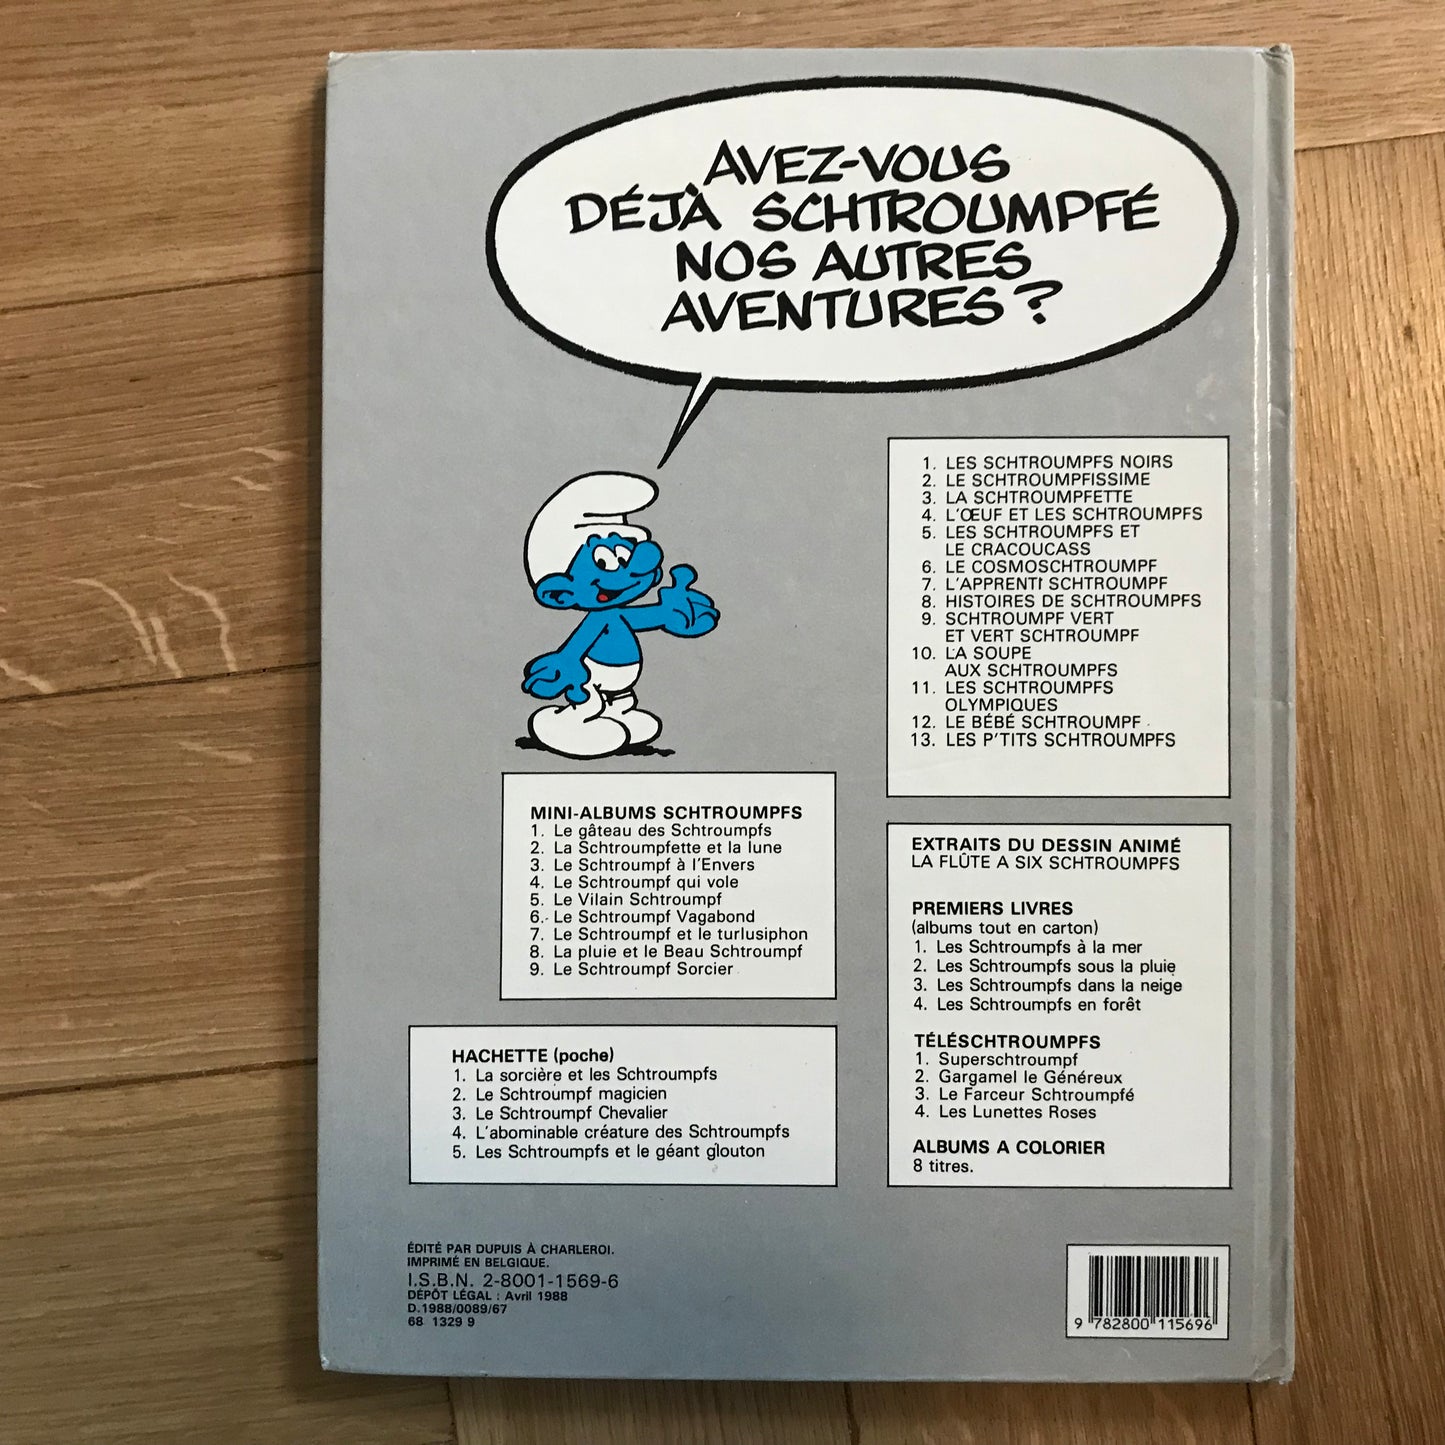 AVEZ-VOUS
DÉJÀ SCHTROUMPFÉ
NOS AUTRES
AVENTURES ?
1. LES SCHTROUMPFS NOIRS
2. LE SCHTROUMPFISSIME
3. LA SCHTROUMPFETTE
4. L'ŒUF ET LES SCHTROUMPFS
5. LES SCHTROUMPFS ET
LE CRACOUCASS
6. LE COSMOSCHTROUMPF
7. L'APPRENTI SCHTROUMPF
8. HISTOIRES DE SCHTROUMPFS
9. SCHTROUMPF VERT
ET VERT SCHTROUMPF
10. LA SOUPE
AUX SCHTROUMPFS
11. LES SCHTROUMPFS
OLYMPIQUES
12. LE BÉBÉ SCHTROUMPF
13. LES P'TITS SCHTROUMPFS
MINI-ALBUMS SCHTROUMPFS
1. Le gâteau des Schtroumpfs
2. La Schtroumpfette et la lune
3. Le Schtroumpf à l'Envers
4. Le Schtroumpf qui vole
5. Le Vilain Schtroumpf
6. Le Schtroumpf Vagabond
7. Le Schtroumpf et le turlusiphon
8. La pluie et le Beau Schtroumpf
9. Le Schtroumpf Sorcier
HACHETTE (poche)
1. La sorcière et les Schtroumpfs
2. Le Schtroumpf magicien
3. Le Schtroumpf Chevalier
4. L'abominable créature des Schtroumpfs
5. Les Schtroumpfs et le géant glouton
EXTRAITS DU DESSIN ANIMÉ
LA FLÛTE A SIX SCHTROUMPFS
PREMIERS LIVRES
(albums tout en carton)
1. Les Schtroumpfs à la mer
2. Les Schtroumpfs sous la pluie
3. Les Schtroumpfs dans la neige
4. Les Schtroumpfs en forêt
TÉLÉSCHTROUMPFS
1. Superschtroumpf
2. Gargamel le Généreux
3. Le Farceur Schtroumpfé
4. Les Lunettes Roses
ALBUMS A COLORIER
8 titres.
ÉDITÉ PAR DUPUIS À CHARLEROI.
IMPRIMÉ EN BELGIQUE.
I.S.B.N. 2-8001-1569-6
DÉPÔT LÉGAL : Avril 1988
D.1988/0089/67
68 1329 9
9 782800 115696